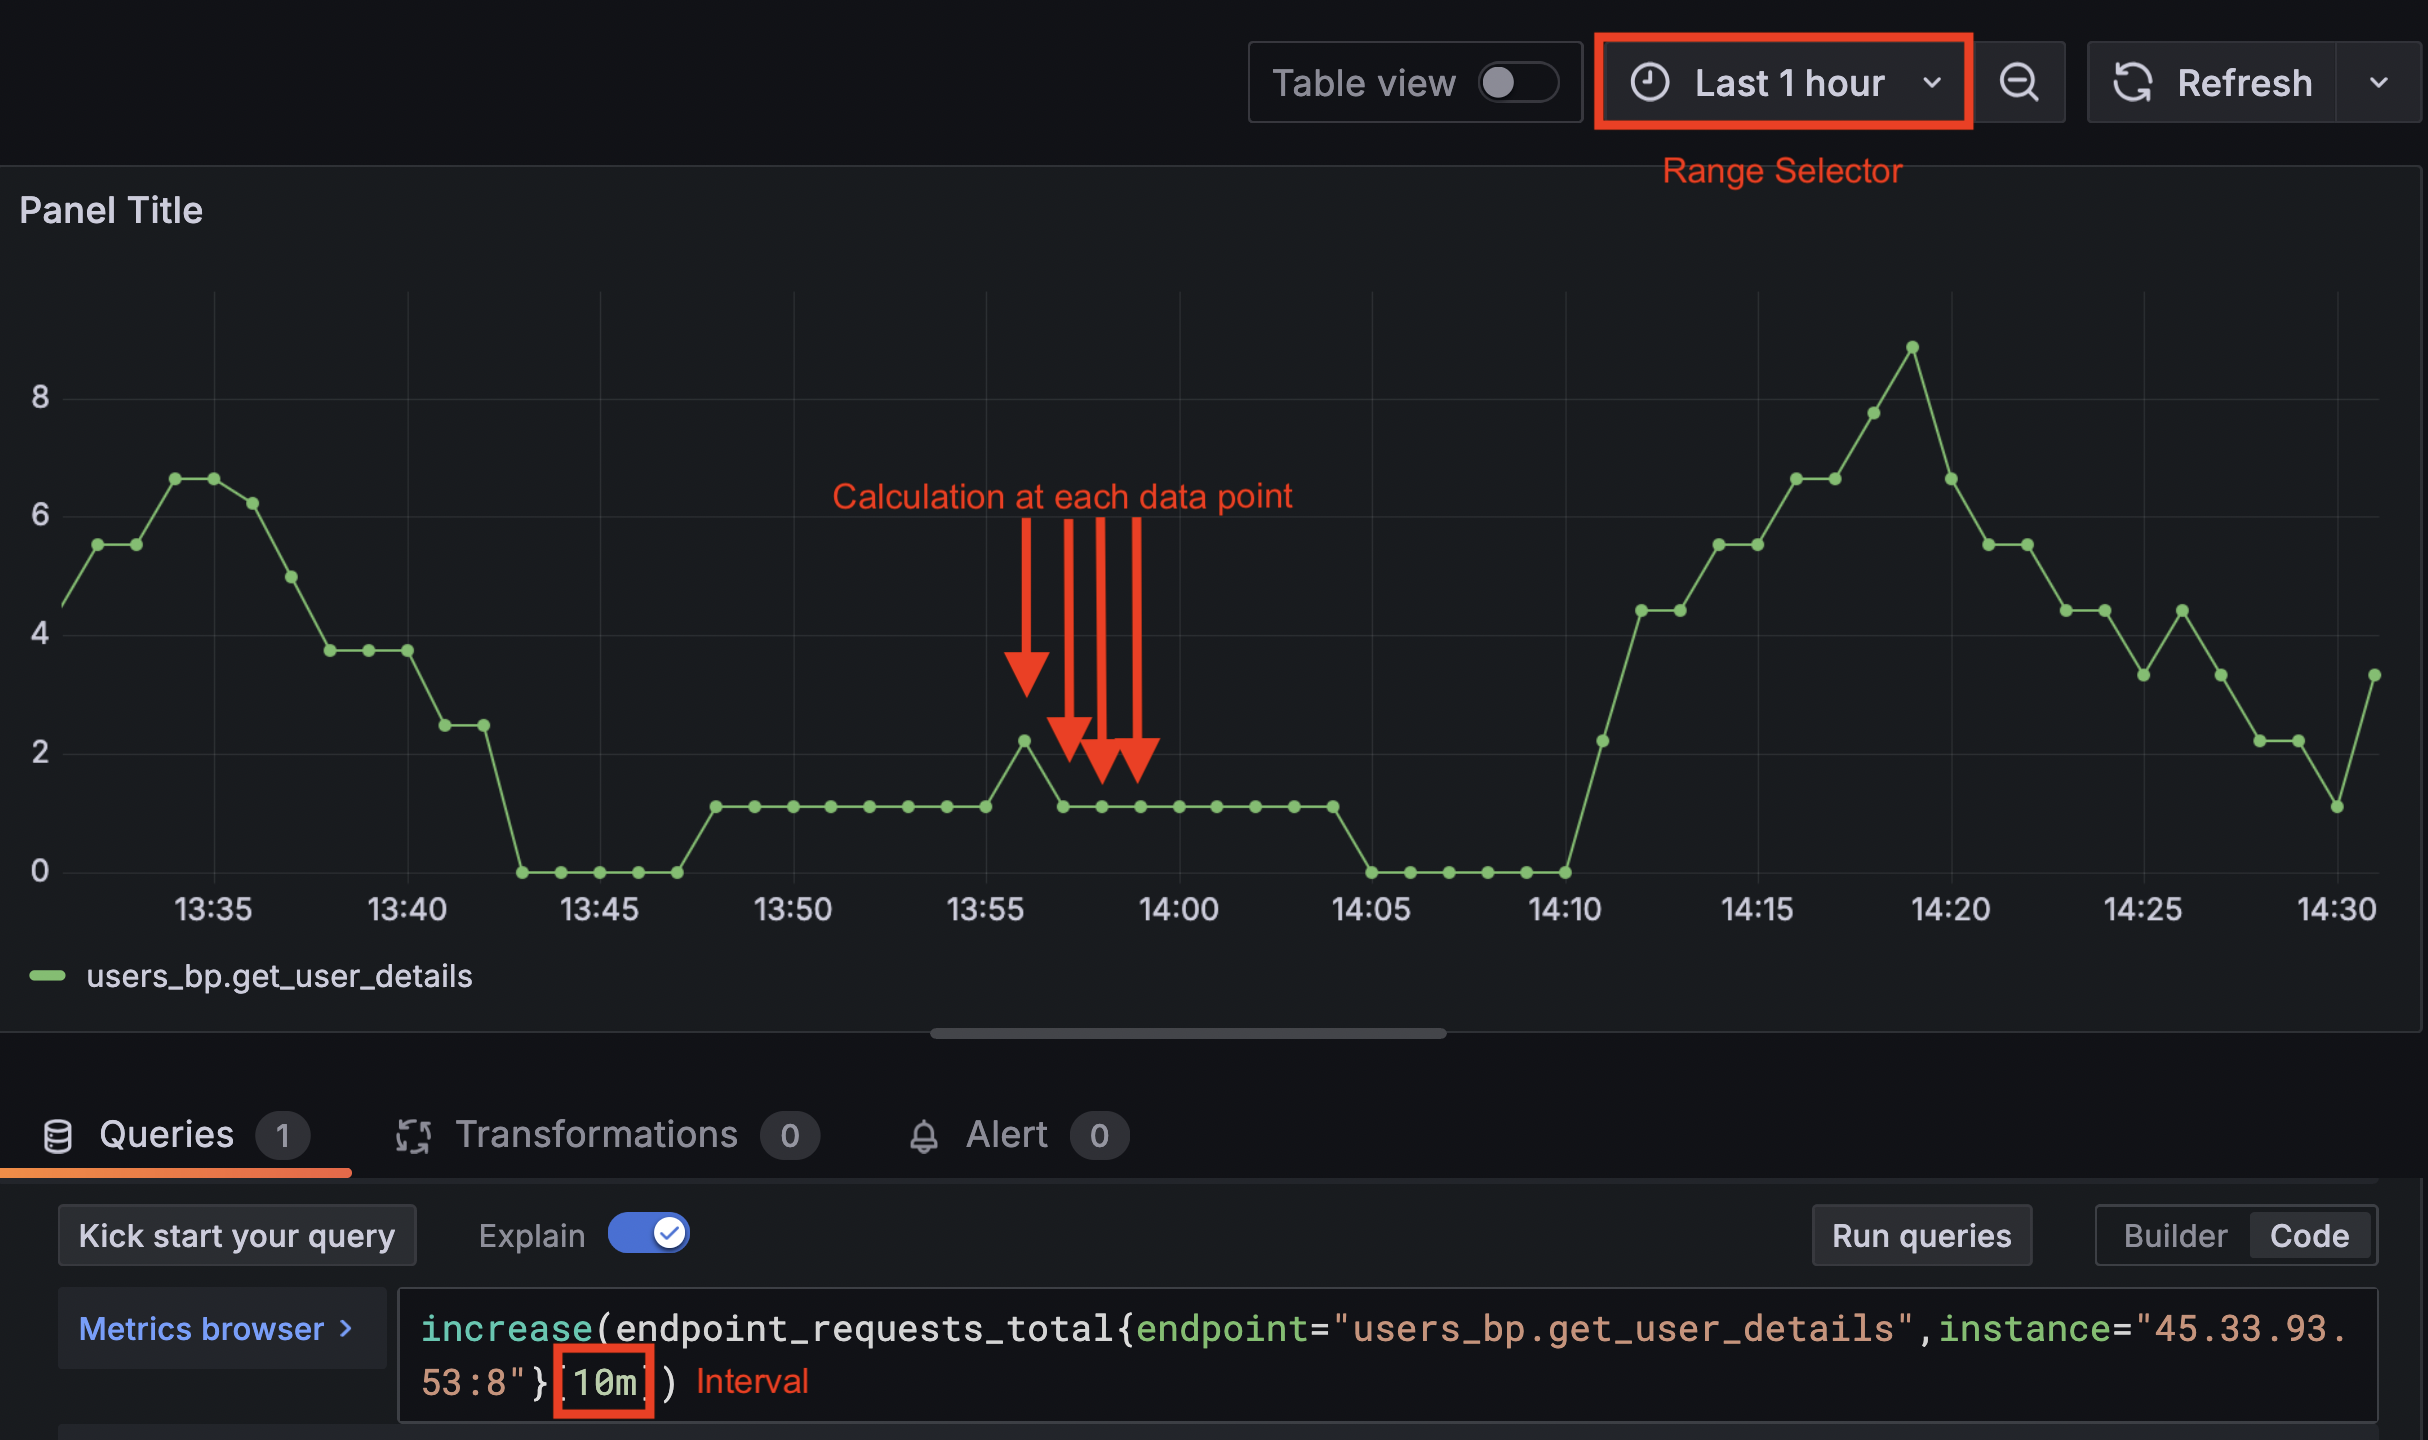 Table view Last 1 hour Refresh
Range Selector
Panel Title
Calculation at each data point
8
6
4
2
0
13:35 13:40 13:45 13:50 13:55 14:00 14:05 14:10 14:15 14:20 14:25 14:30
users_bp.get_user_details
Queries 1 Transformations 0 Alert 0
Kick start your query Explain Run queries Builder Code
Metrics browser > increase(endpoint_requests_total{endpoint="users_bp.get_user_details",instance="45.33.93.
53:8"}[10m]) Interval